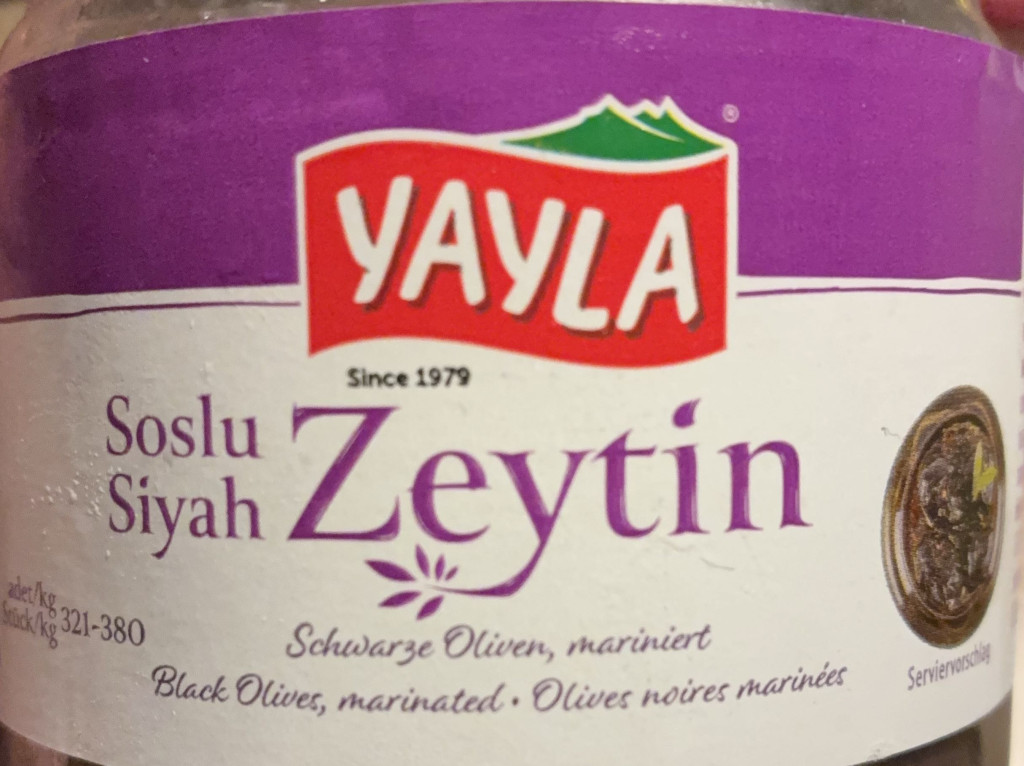 YAYLA
®
Since 1979
Soslu
Siyah
Zeytin
adet/kg
Stück/kg
321-380
Schwarze Oliven, mariniert
Black Olives, marinated • Olives noires marinées
Serviervorschlag